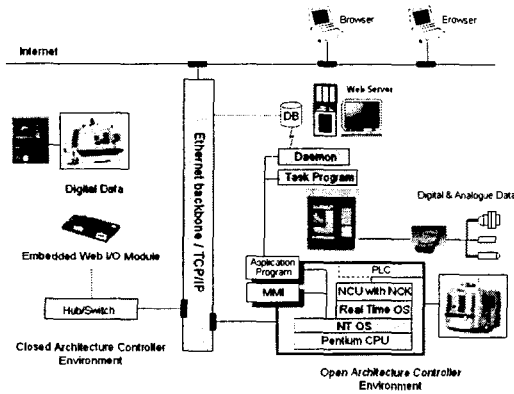 Browser
Erowser
Internet
Web Server
DB
Ethernet backbone / TCP/IP
Daemon
Task Program
Digital Data
Digital & Analogue Data
Embedded Web I/O Module
Application
Program
PLC
MMI
NCU with NCK
Hub/Switch
Real Time OS
NT OS
Pentium CPU
Closed Architecture Controller
Environment
Open Architecture Controller
Environment